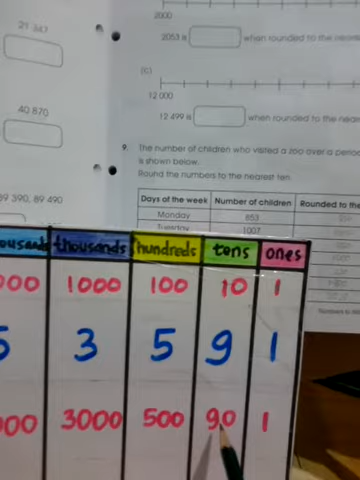 2000
21 347
2053 is when rounded to the neare
(c)
12 000
40 870
12 499 is when rounded to the near
9. The number of children who visited a zoo over a period
is shown below.
Round the numbers to the nearest ten.
39 390, 89 490
Days of the week Number of children Rounded to the
Monday 853
Tuesday 1007
ousands thousands hundreds tens ones
000 1000 100 10 1
5 3 5 9 1
000 3000 500 90 1